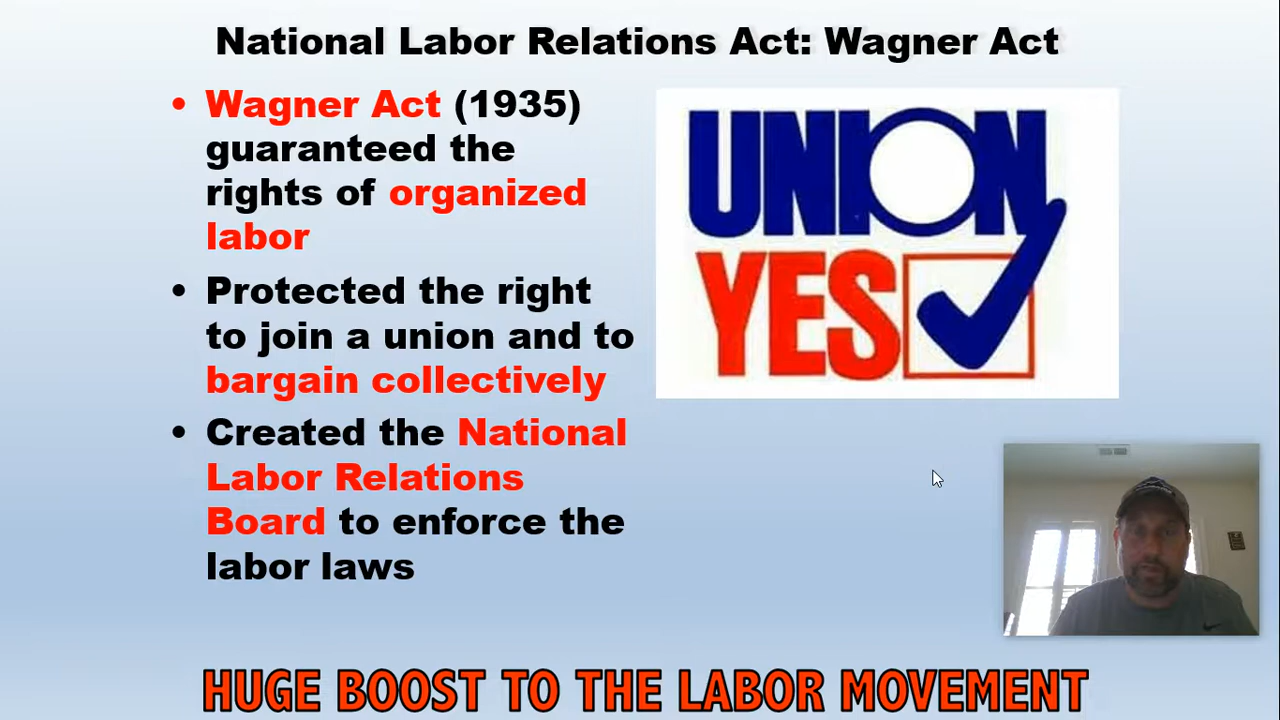 National Labor Relations Act: Wagner Act
• Wagner Act (1935)
guaranteed the
rights of organized
labor
• Protected the right
to join a union and to
bargain collectively
• Created the National
Labor Relations
Board to enforce the
labor laws
UNION
YES
HUGE BOOST TO THE LABOR MOVEMENT